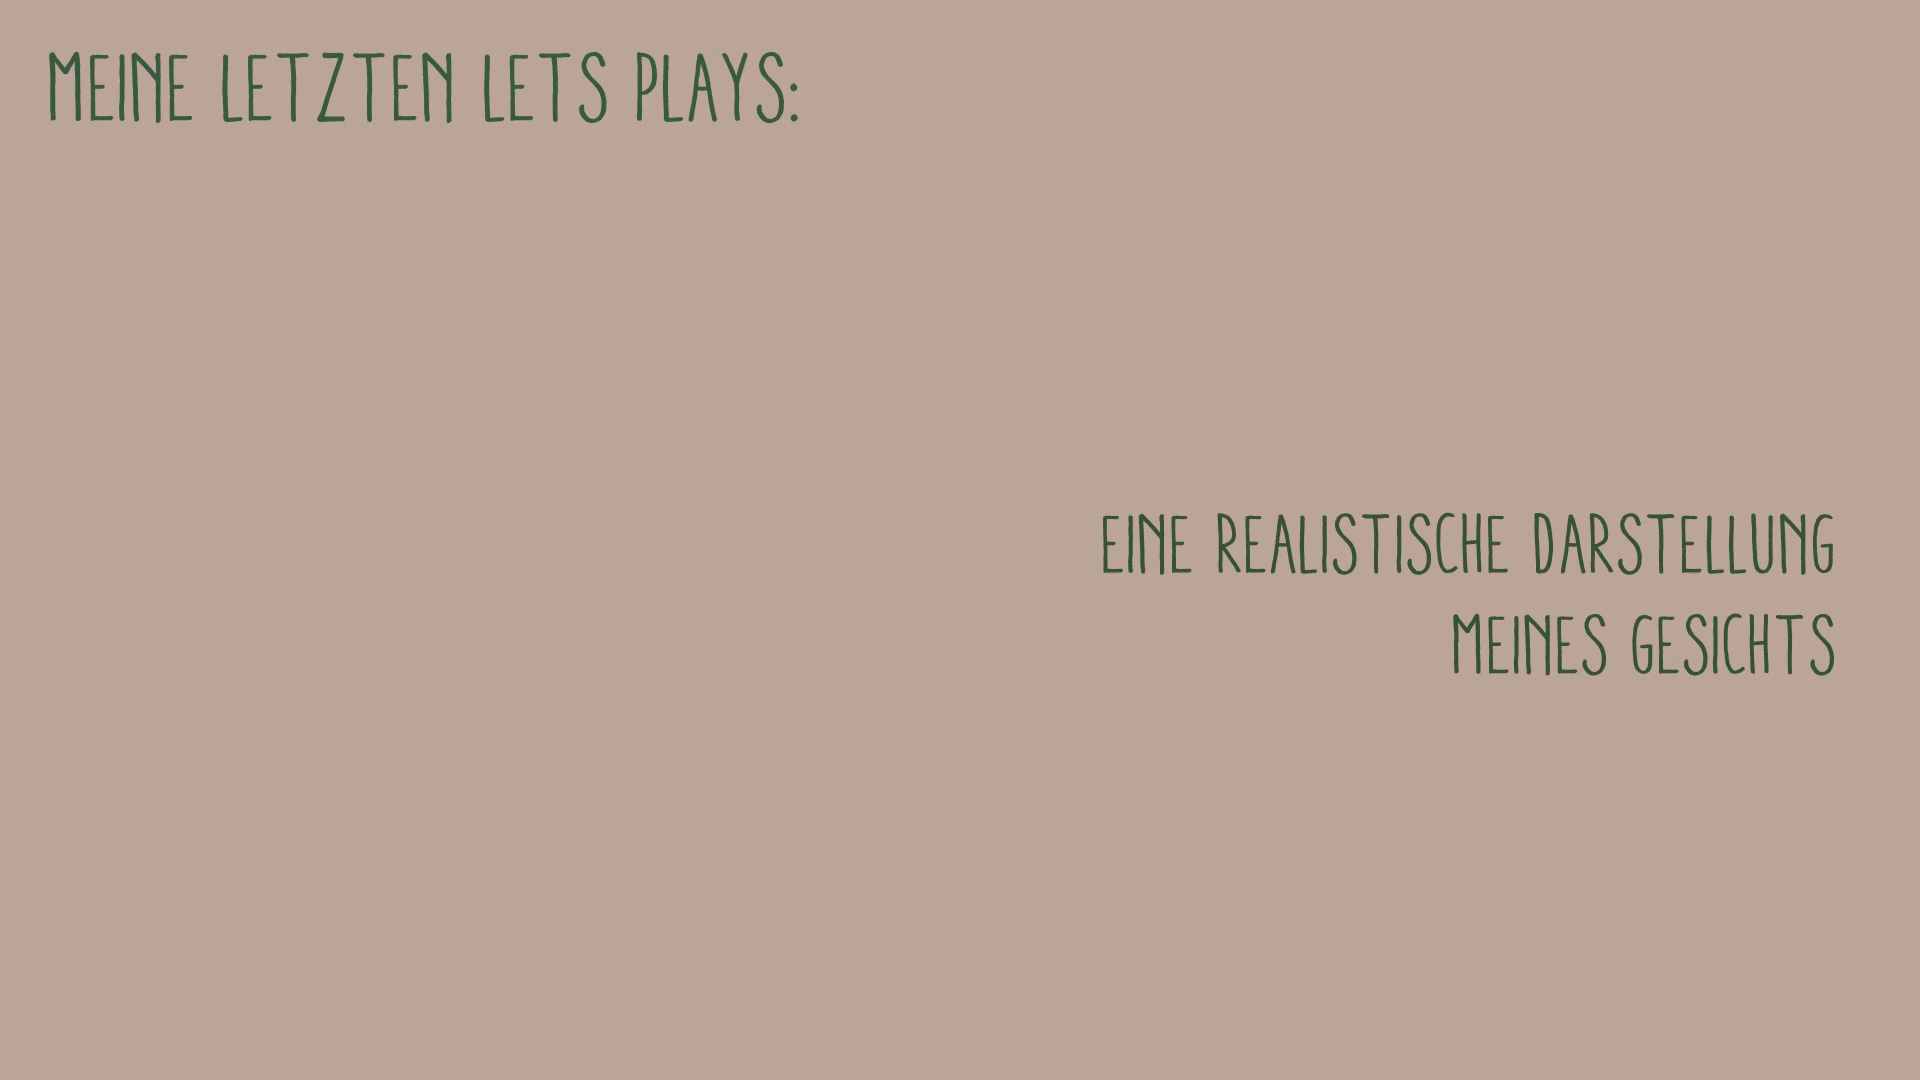 MEINE LETZTEN LETS PLAYS:
EINE REALISTISCHE DARSTELLUNG
MEINES GESICHTS